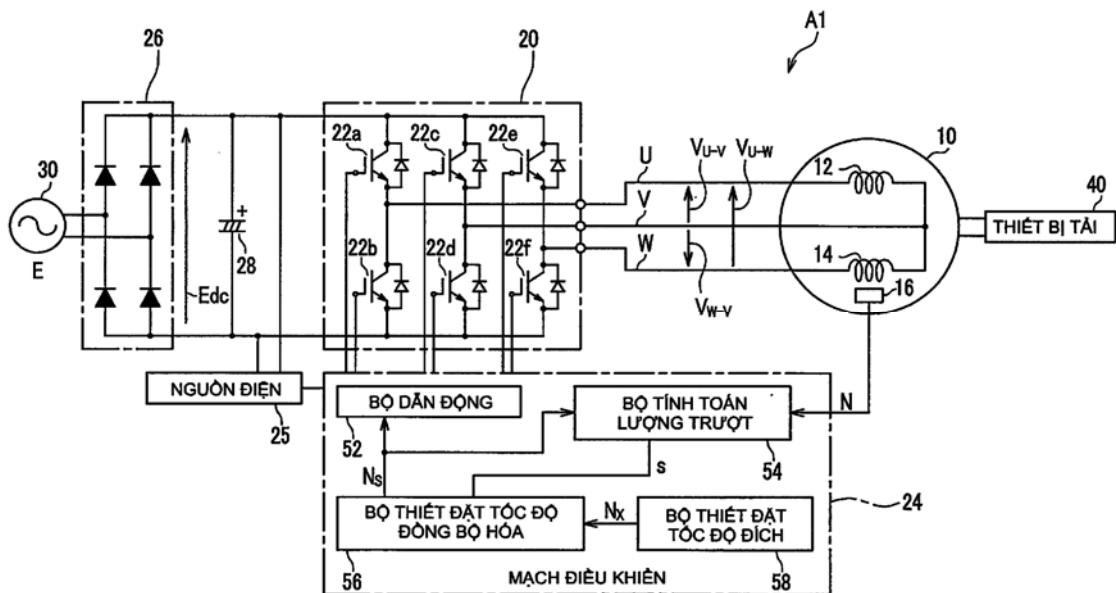 A1
26
20
30
E
Edc
28
22a
22c
22e
22b
22d
22f
U
V
W
VU-V
VU-W
VW-V
10
12
14
16
40
THIẾT BỊ TẢI
NGUỒN ĐIỆN
25
BỘ DẪN ĐỘNG
52
BỘ TÍNH TOÁN
LƯỢNG TRƯỢT
54
N
NS
s
BỘ THIẾT ĐẶT TỐC ĐỘ
ĐỒNG BỘ HÓA
56
NX
BỘ THIẾT ĐẶT
TỐC ĐỘ ĐÍCH
58
24
MẠCH ĐIỀU KHIỂN